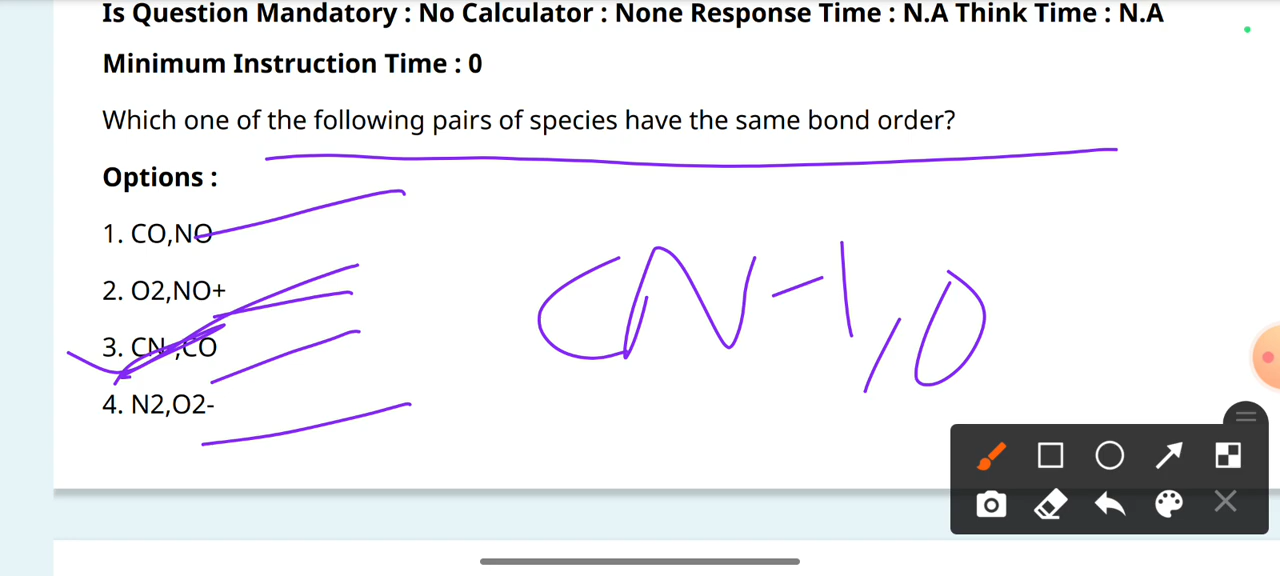 Is Question Mandatory : No Calculator : None Response Time : N.A Think Time : N.A
Minimum Instruction Time : 0
Which one of the following pairs of species have the same bond order?
Options :
1. CO,NO
2. O2,NO+
3. CN-,CO
4. N2,O2-
CN-1,0